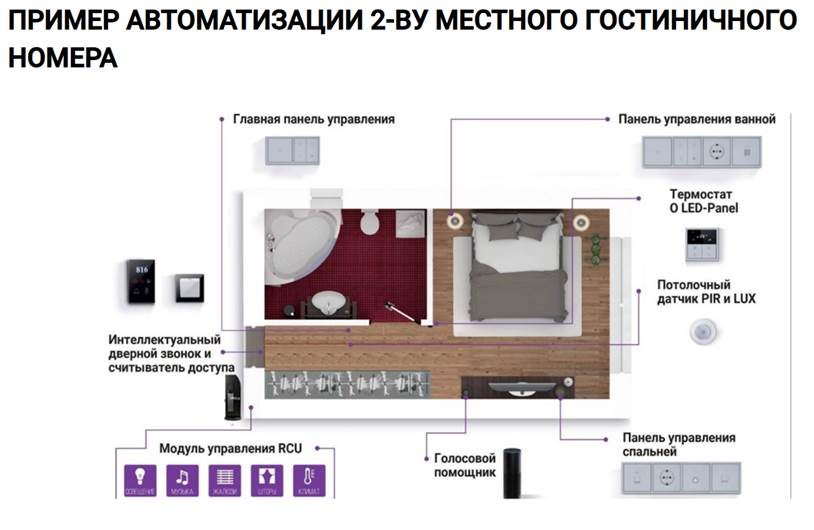 ПРИМЕР АВТОМАТИЗАЦИИ 2-ВУ МЕСТНОГО ГОСТИНИЧНОГО
НОМЕРА
Главная панель управления
Панель управления ванной
Термостат
О LED-Panel
816
Потолочный
датчик PIR и LUX
Интеллектуальный
дверной звонок и
считыватель доступа
Модуль управления RCU
Голосовой
помощник
Панель управления
спальней
ОСВЕЩЕНИЕ
МУЗЫКА
ЖАЛЮЗИ
ШТОРЫ
КЛИМАТ